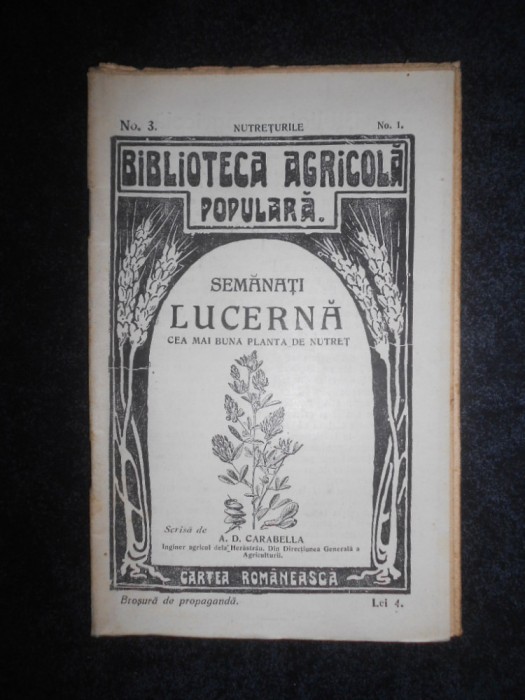 No. 3. NUTREȚURILE No. 1.
BIBLIOTECA AGRICOLĂ
POPULARĂ.
SEMĂNAȚI
LUCERNĂ
CEA MAI BUNA PLANTA DE NUTREȚ
Scrisă de
A. D. CARABELLA
Inginer agricol dela Herăstrău. Din Direcțiunea Generală a
Agriculturii.
CARTEA ROMÂNEASCA
Broșură de propagandă. Lei 4.